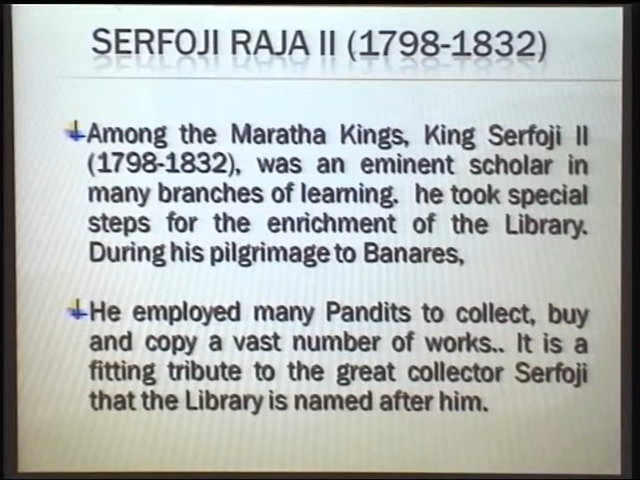 SERFOJI RAJA II (1798-1832)
Among the Maratha Kings, King Serfoji II
(1798-1832), was an eminent scholar in
many branches of learning. he took special
steps for the enrichment of the Library.
During his pilgrimage to Banares,
He employed many Pandits to collect, buy
and copy a vast number of works.. It is a
fitting tribute to the great collector Serfoji
that the Library is named after him.